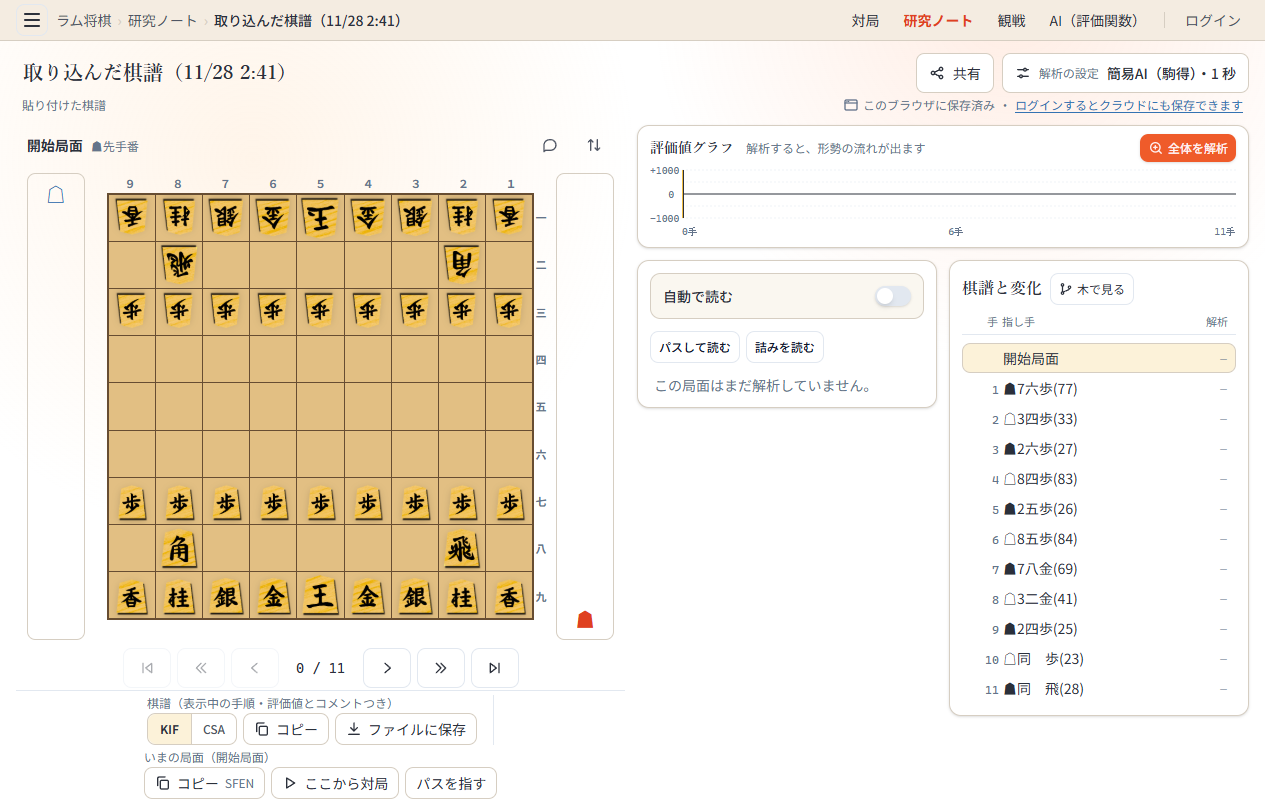 ラム将棋 › 研究ノート › 取り込んだ棋譜（11/28 2:41）
対局 研究ノート 観戦 AI（評価関数） ログイン
取り込んだ棋譜（11/28 2:41）
共有
解析の設定 簡易AI（駒得）・1 秒
貼り付けた棋譜
このブラウザに保存済み ・ ログインするとクラウドにも保存できます
開始局面 ☗先手番
9 8 7 6 5 4 3 2 1
香 桂 銀 金 王 金 銀 桂 香 一
飛 角 二
歩 歩 歩 歩 歩 歩 歩 歩 歩 三
四
五
六
歩 歩 歩 歩 歩 歩 歩 歩 歩 七
角 飛 八
香 桂 銀 金 王 金 銀 桂 香 九
0 / 11
棋譜（表示中の手順・評価値とコメントつき）
KIF CSA コピー ファイルに保存
いまの局面（開始局面）
コピー SFEN ここから対局 パスを指す
評価値グラフ 解析すると、形勢の流れが出ます
全体を解析
+1000
0
−1000
0手 6手 11手
自動で読む
パスして読む 詰みを読む
この局面はまだ解析していません。
棋譜と変化 木で見る
手 指し手 解析
開始局面 –
1 ☗7六歩(77) –
2 ☖3四歩(33) –
3 ☗2六歩(27) –
4 ☖8四歩(83) –
5 ☗2五歩(26) –
6 ☖8五歩(84) –
7 ☗7八金(69) –
8 ☖3二金(41) –
9 ☗2四歩(25) –
10 ☖同　歩(23) –
11 ☗同　飛(28) –